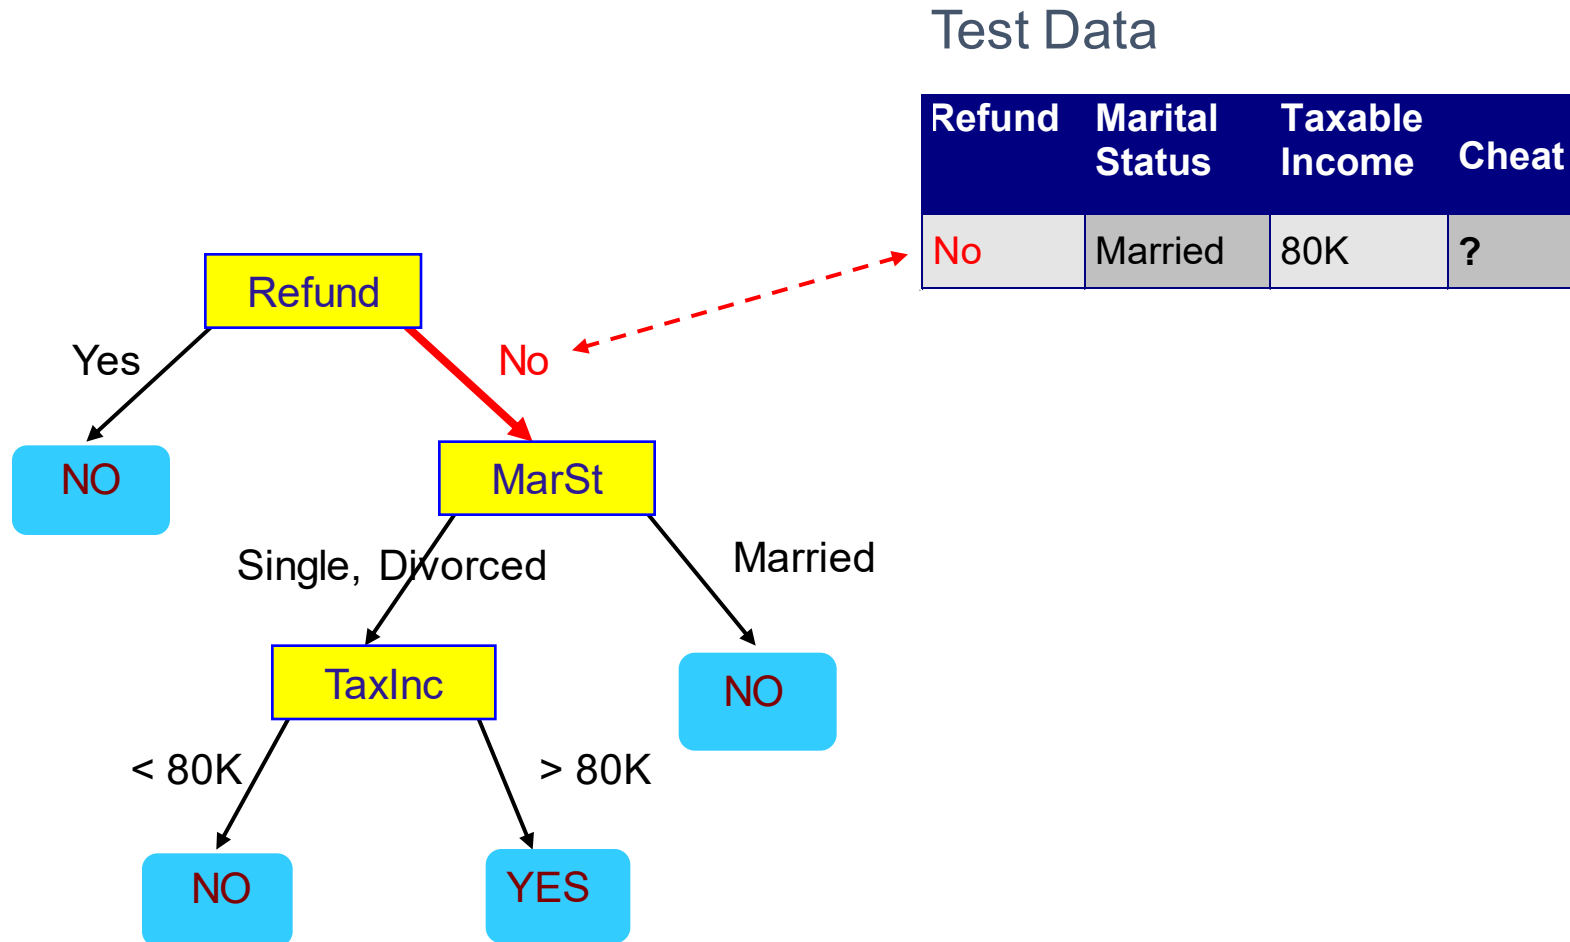 Test Data
Refund Marital Taxable
Status Income Cheat
No Married 80K ?
Refund
Yes No
NO MarSt
Single, Divorced Married
TaxInc NO
< 80K > 80K
NO YES